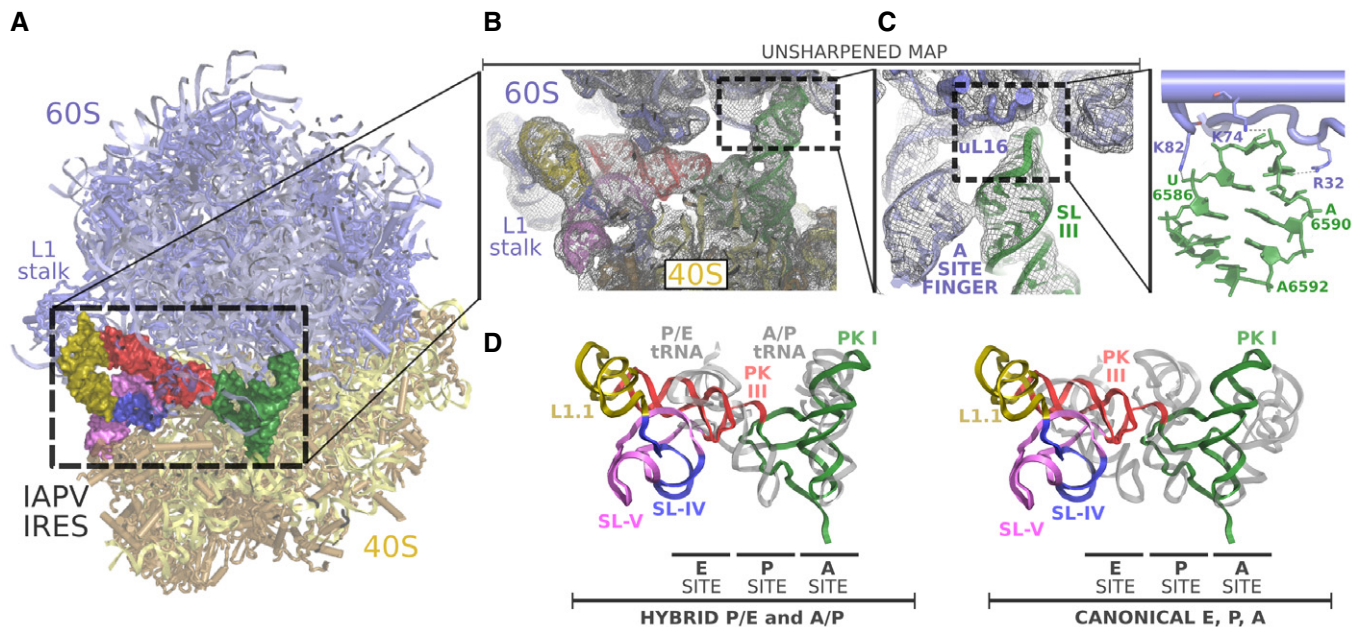 A
60S
L1
stalk
IAPV
IRES
40S
B
UNSHARPENED MAP
60S
L1
stalk
40S
C
uL16
SL
III
A
SITE
FINGER
K74
K82
R32
U
6586
A
6590
A6592
D
P/E
tRNA
A/P
tRNA
PK I
PK
III
L1.1
SL-V
SL-IV
E
SITE
P
SITE
A
SITE
HYBRID P/E and A/P
PK I
PK
III
L1.1
SL-V
SL-IV
E
SITE
P
SITE
A
SITE
CANONICAL E, P, A